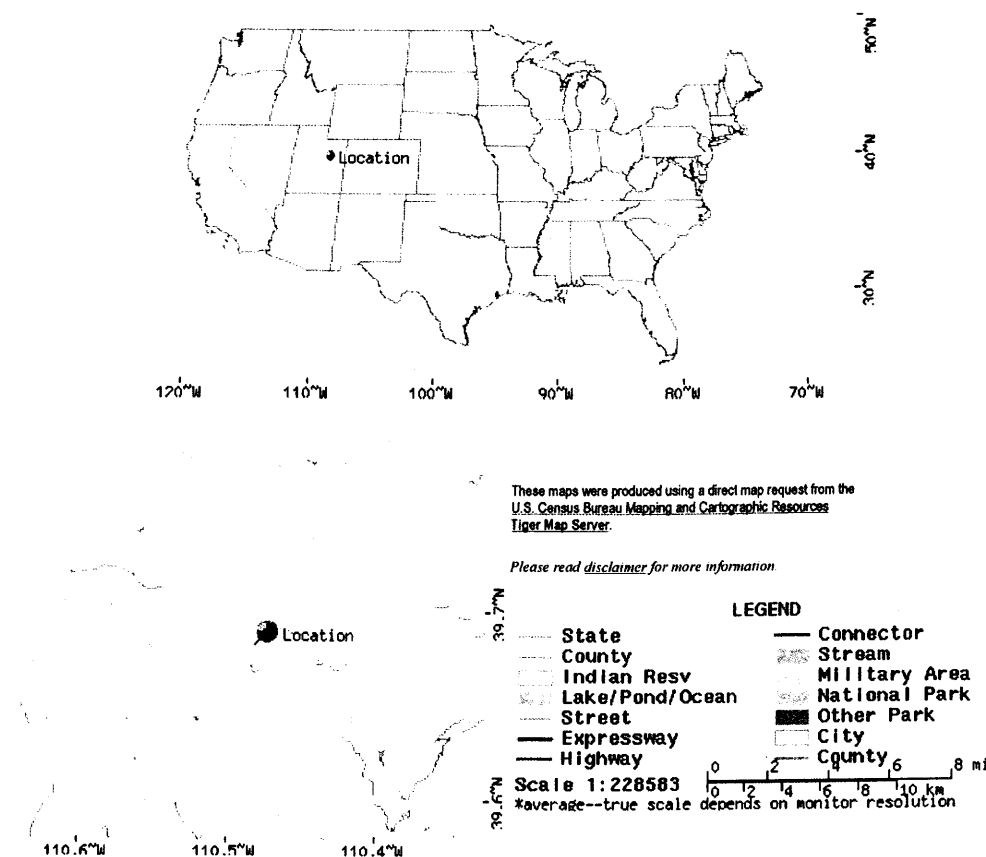 50~N
Location
40~N
30~N
120~W 110~W 100~W 90~W 80~W 70~W
These maps were produced using a direct map request from the
U.S. Census Bureau Mapping and Cartographic Resources
Tiger Map Server.
Please read disclaimer for more information.
39.7~N
Location
39.6~N
110.6~W 110.5~W 110.4~W
LEGEND
State
County
Indian Resv
Lake/Pond/Ocean
Street
Expressway
Highway
Connector
Stream
Military Area
National Park
Other Park
City
County
0 2 4 6 8 mi
0 2 4 6 8 10 km
Scale 1:228583
*average--true scale depends on monitor resolution